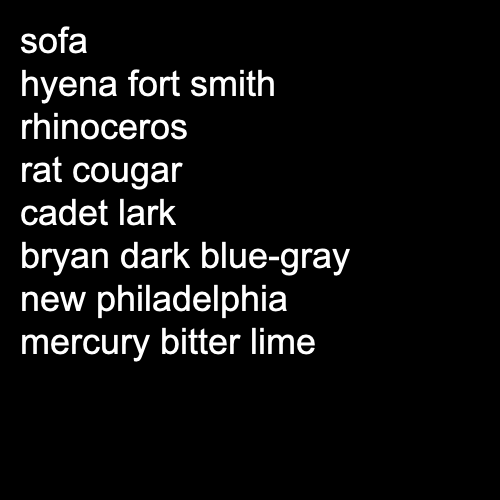 sofa
hyena fort smith
rhinoceros
rat cougar
cadet lark
bryan dark blue-gray
new philadelphia
mercury bitter lime